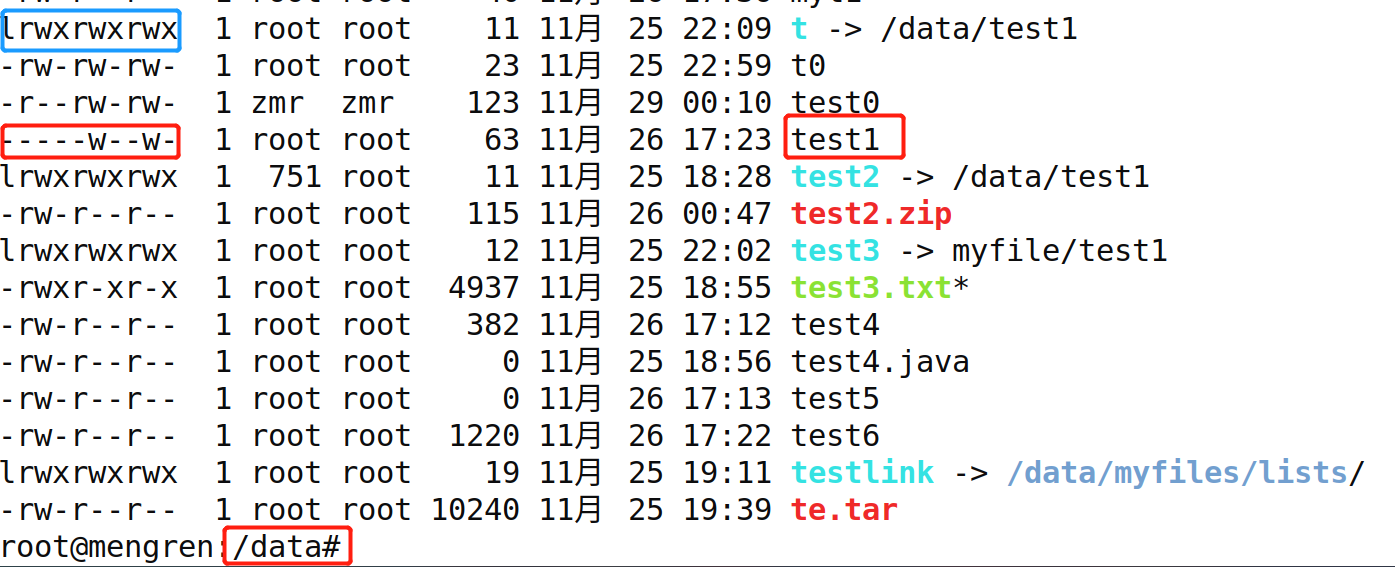 lrwxrwxrwx 1 root root 11 11月 25 22:09 t -> /data/test1
-rw-rw-rw- 1 root root 23 11月 25 22:59 t0
-r--rw-rw- 1 zmr zmr 123 11月 29 00:10 test0
-----w--w- 1 root root 63 11月 26 17:23 test1
lrwxrwxrwx 1 751 root 11 11月 25 18:28 test2 -> /data/test1
-rw-r--r-- 1 root root 115 11月 26 00:47 test2.zip
lrwxrwxrwx 1 root root 12 11月 25 22:02 test3 -> myfile/test1
-rwxr-xr-x 1 root root 4937 11月 25 18:55 test3.txt*
-rw-r--r-- 1 root root 382 11月 26 17:12 test4
-rw-r--r-- 1 root root 0 11月 25 18:56 test4.java
-rw-r--r-- 1 root root 0 11月 26 17:13 test5
-rw-r--r-- 1 root root 1220 11月 26 17:22 test6
lrwxrwxrwx 1 root root 19 11月 25 19:11 testlink -> /data/myfiles/lists/
-rw-r--r-- 1 root root 10240 11月 25 19:39 te.tar
root@mengren:/data#